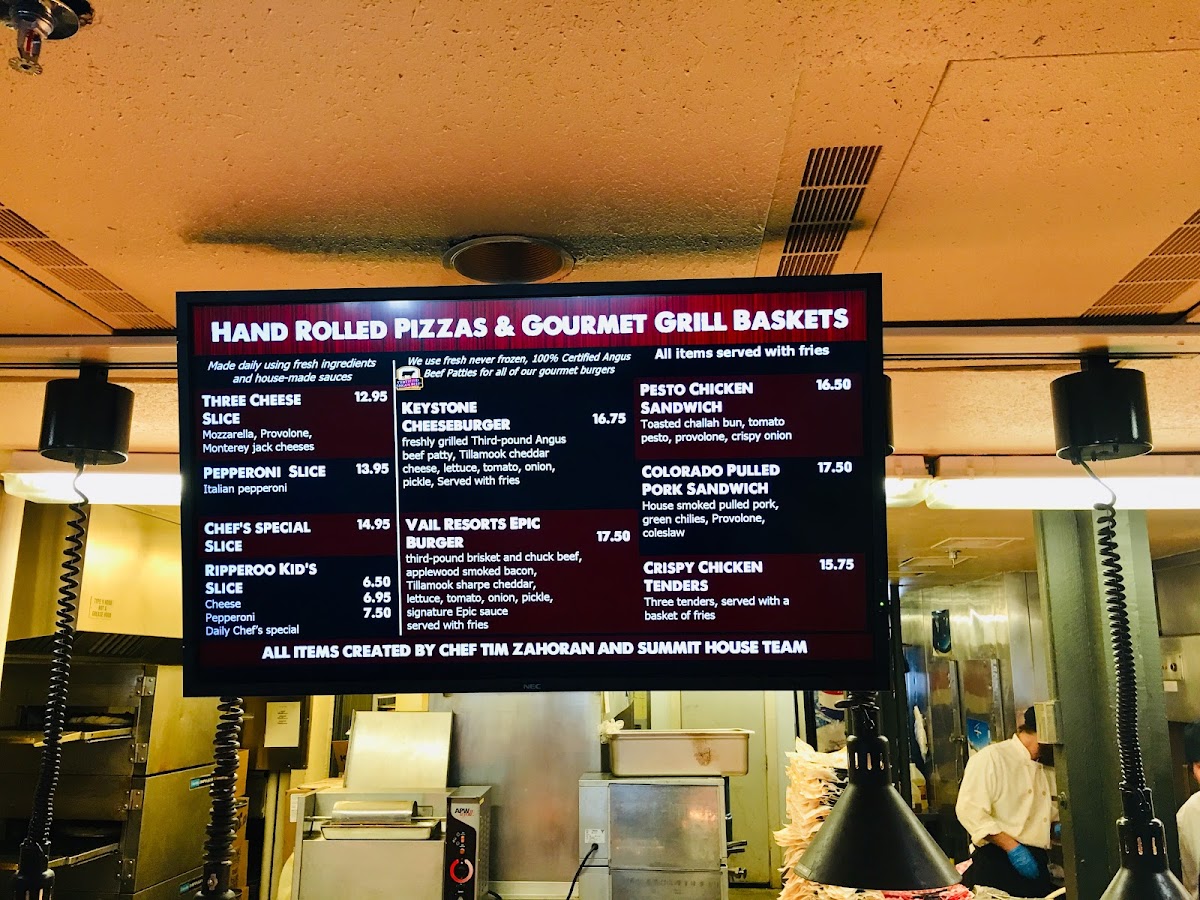 HAND ROLLED PIZZAS & GOURMET GRILL BASKETS
Made daily using fresh ingredients
and house-made sauces
THREE CHEESE 12.95
SLICE
Mozzarella, Provolone,
Monterey jack cheeses
PEPPERONI SLICE 13.95
Italian pepperoni
CHEF'S SPECIAL 14.95
SLICE
RIPPEROO KID'S
SLICE 6.50
Cheese 6.95
Pepperoni 7.50
Daily Chef's special
We use fresh never frozen, 100% Certified Angus
Beef Patties for all of our gourmet burgers
KEYSTONE
CHEESEBURGER 16.75
freshly grilled Third-pound Angus
beef patty, Tillamook cheddar
cheese, lettuce, tomato, onion,
pickle, Served with fries
VAIL RESORTS EPIC
BURGER 17.50
third-pound brisket and chuck beef,
applewood smoked bacon,
Tillamook sharpe cheddar,
lettuce, tomato, onion, pickle,
signature Epic sauce
served with fries
All items served with fries
PESTO CHICKEN 16.50
SANDWICH
Toasted challah bun, tomato
pesto, provolone, crispy onion
COLORADO PULLED 17.50
PORK SANDWICH
House smoked pulled pork,
green chilies, Provolone,
coleslaw
CRISPY CHICKEN 15.75
TENDERS
Three tenders, served with a
basket of fries
ALL ITEMS CREATED BY CHEF TIM ZAHORAN AND SUMMIT HOUSE TEAM
NEC
APW